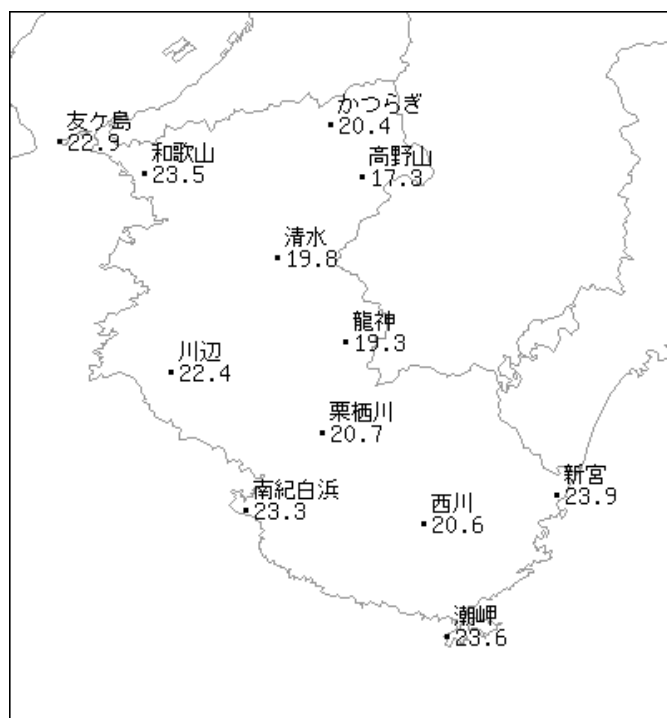 かつらぎ
20.4
友ケ島
22.9
和歌山
23.5
高野山
17.3
清水
19.8
龍神
19.3
川辺
22.4
栗栖川
20.7
南紀白浜
23.3
西川
20.6
新宮
23.9
潮岬
23.6